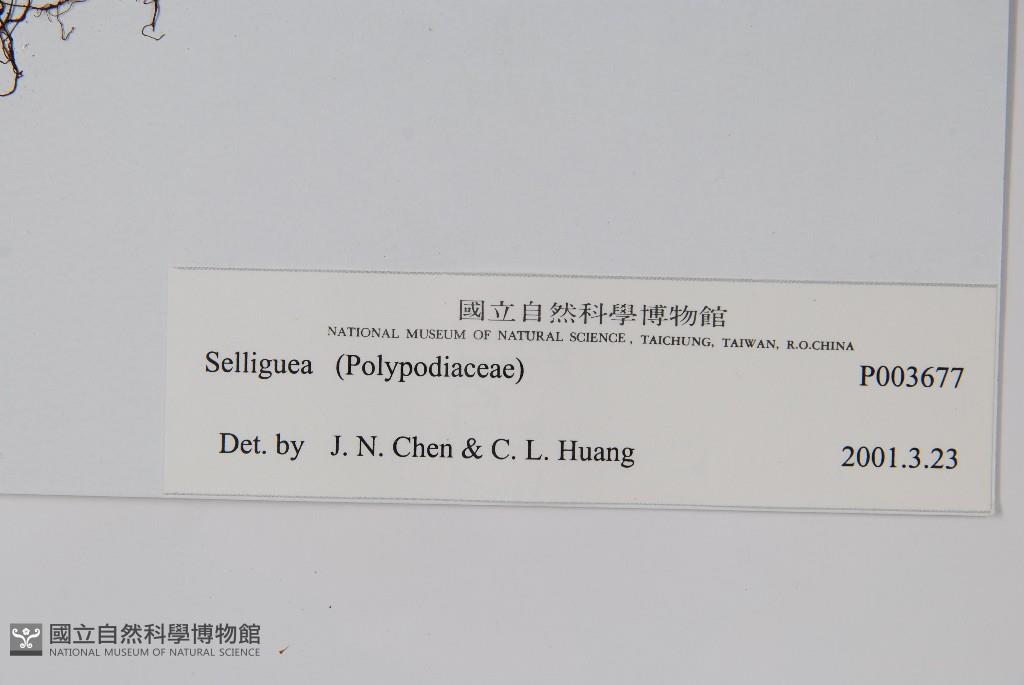 國立自然科學博物館
NATIONAL MUSEUM OF NATURAL SCIENCE, TAICHUNG, TAIWAN, R.O.CHINA
Selliguea (Polypodiaceae) P003677
Det. by J. N. Chen & C. L. Huang 2001.3.23
國立自然科學博物館
NATIONAL MUSEUM OF NATURAL SCIENCE